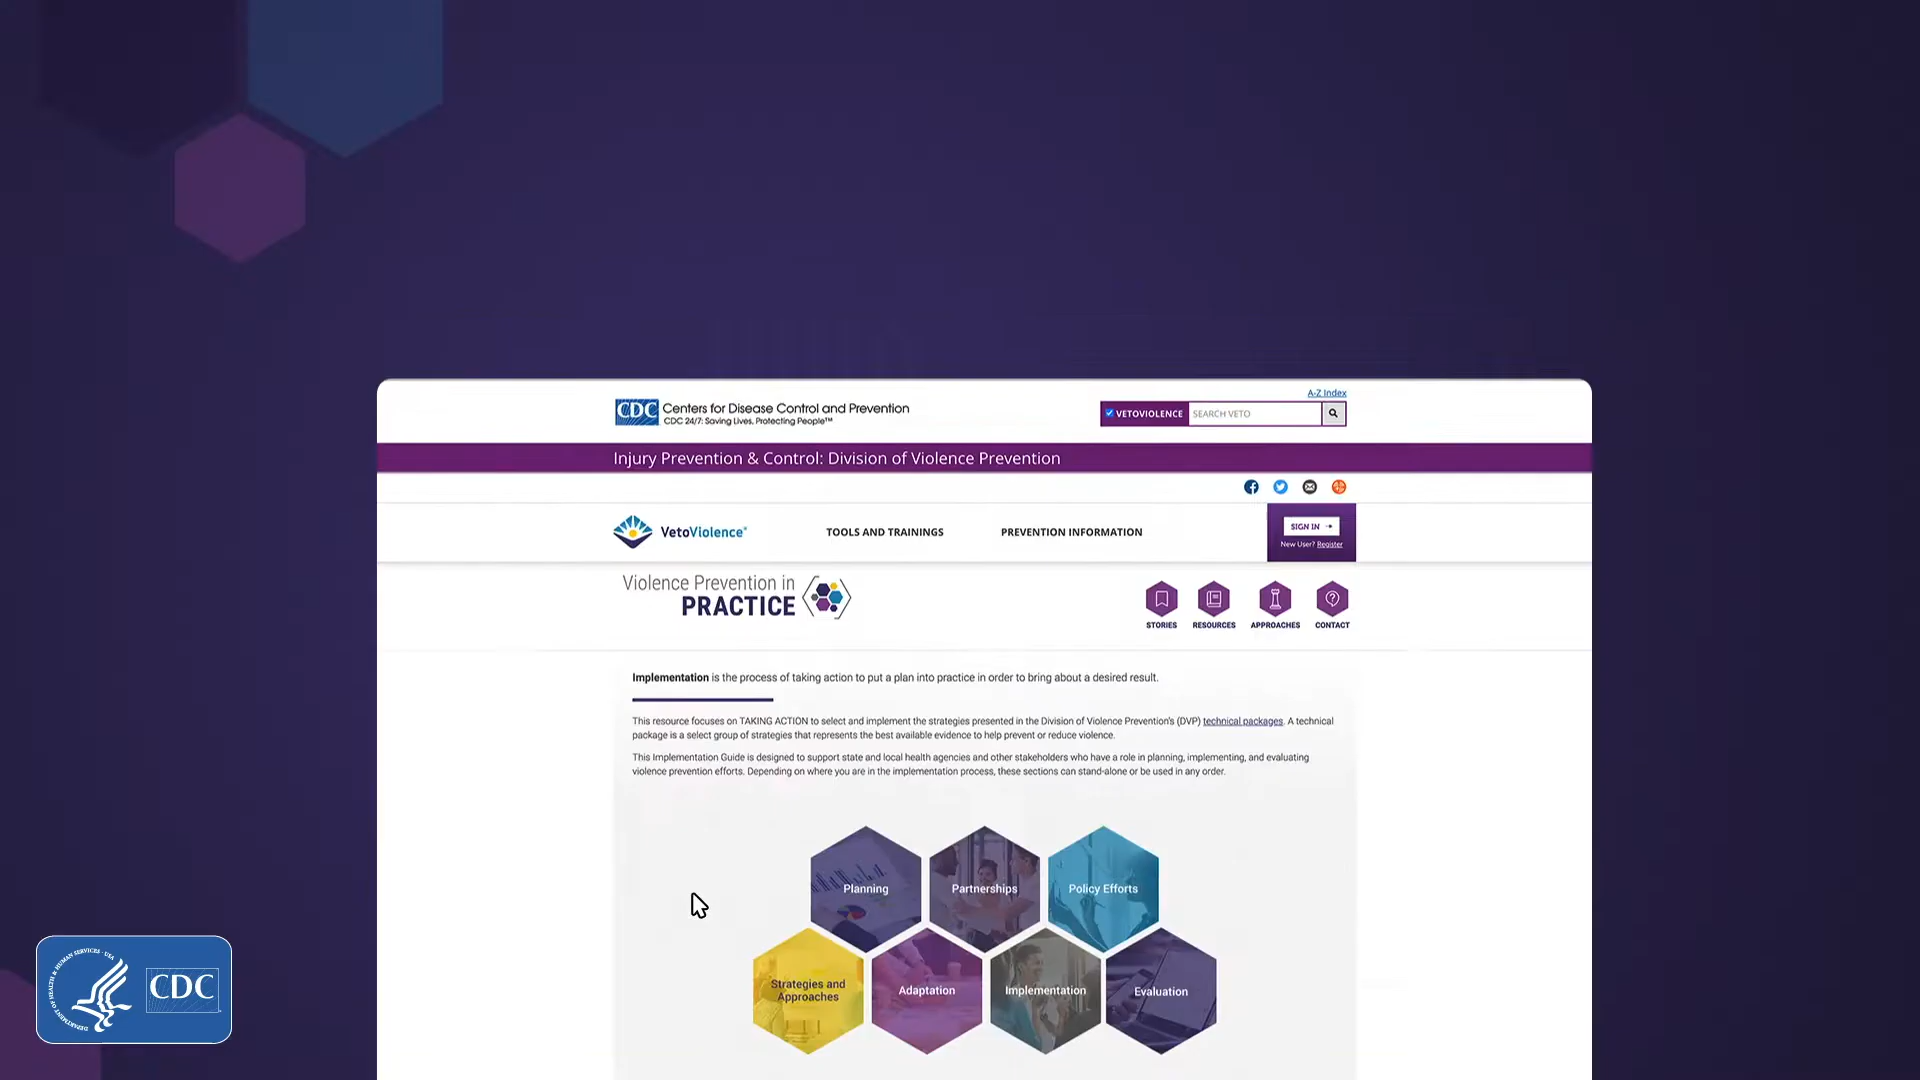 A-Z Index
CDC Centers for Disease Control and Prevention
CDC 24/7: Saving Lives, Protecting People™
VETOVIOLENCE SEARCH VETO
Injury Prevention & Control: Division of Violence Prevention
VetoViolence® TOOLS AND TRAININGS PREVENTION INFORMATION
SIGN IN
New User? Register
Violence Prevention in
PRACTICE
STORIES RESOURCES APPROACHES CONTACT
Implementation is the process of taking action to put a plan into practice in order to bring about a desired result.
This resource focuses on TAKING ACTION to select and implement the strategies presented in the Division of Violence Prevention's (DVP) technical packages. A technical
package is a select group of strategies that represents the best available evidence to help prevent or reduce violence.
This Implementation Guide is designed to support state and local health agencies and other stakeholders who have a role in planning, implementing, and evaluating
violence prevention efforts. Depending on where you are in the implementation process, these sections can stand-alone or be used in any order.
Planning Partnerships Policy Efforts
Strategies and
Approaches
Adaptation Implementation Evaluation
DEPARTMENT OF HEALTH & HUMAN SERVICES · USA
CDC